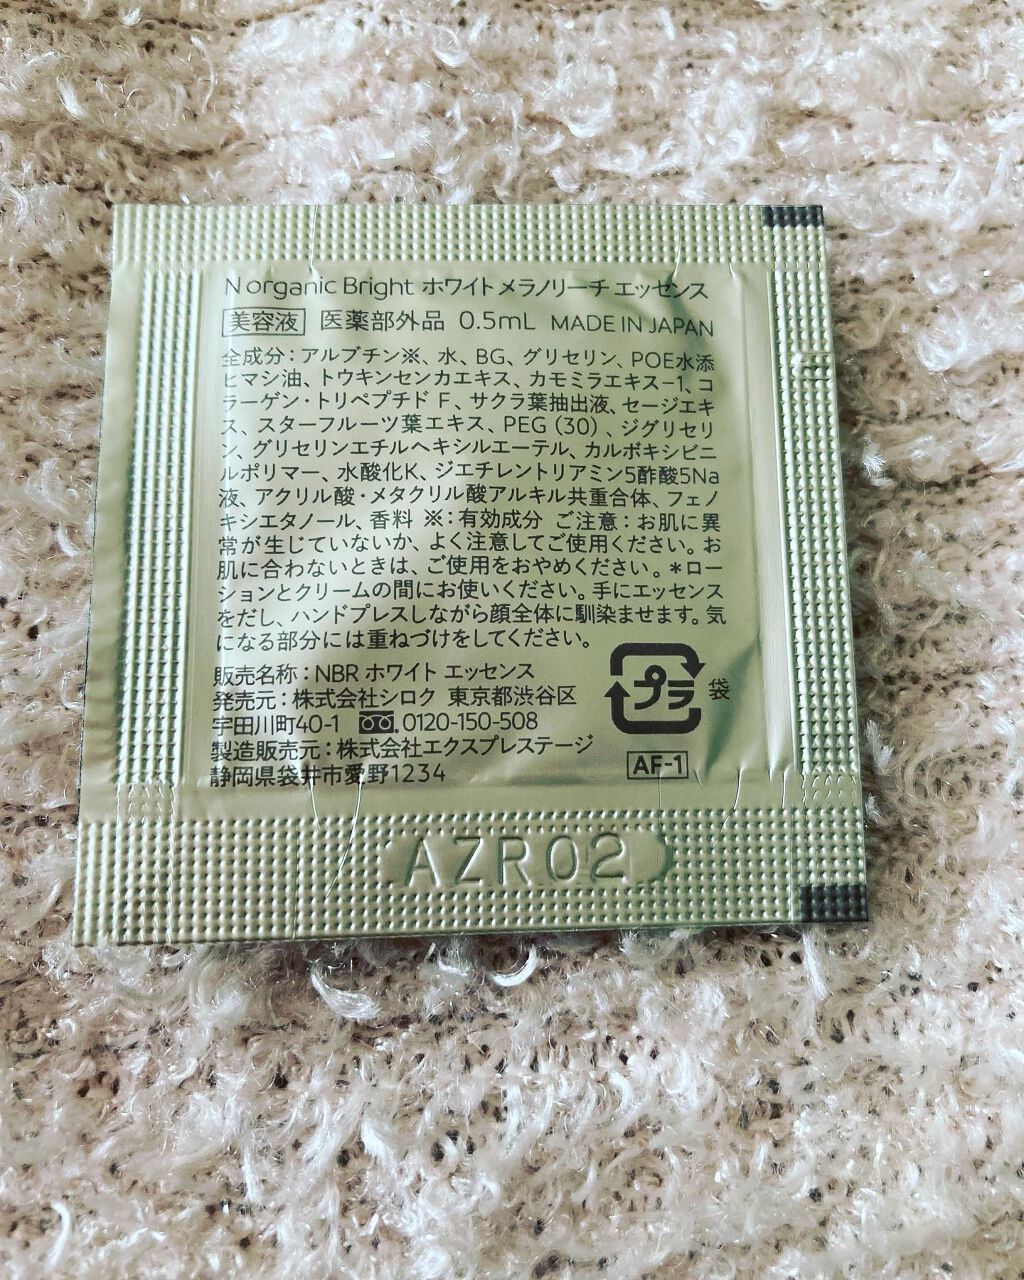 N organic Bright ホワイト メラノリーチ エッセンス
美容液 医薬部外品 0.5mL MADE IN JAPAN
全成分：アルブチン※、水、BG、グリセリン、POE水添
ヒマシ油、トウキンセンカエキス、カモミラエキス-1、コ
ラーゲン・トリペプチド F、サクラ葉抽出液、セージエキ
ス、スターフルーツ葉エキス、PEG（30）、ジグリセリ
ン、グリセリンエチルヘキシルエーテル、カルボキシビニ
ルポリマー、水酸化K、ジエチレントリアミン5酢酸5Na
液、アクリル酸・メタクリル酸アルキル共重合体、フェノ
キシエタノール、香料 ※：有効成分 ご注意：お肌に異
常が生じていないか、よく注意してご使用ください。お
肌に合わないときは、ご使用をおやめください。＊ロー
ションとクリームの間にお使いください。手にエッセンス
をだし、ハンドプレスしながら顔全体に馴染ませます。気
になる部分には重ねづけをしてください。
販売名称：NBR ホワイト エッセンス
発売元：株式会社シロク 東京都渋谷区
宇田川町40-1 0120-150-508
製造販売元：株式会社エクスプレステージ
静岡県袋井市愛野1234
プラ 袋
AF-1
AZR02